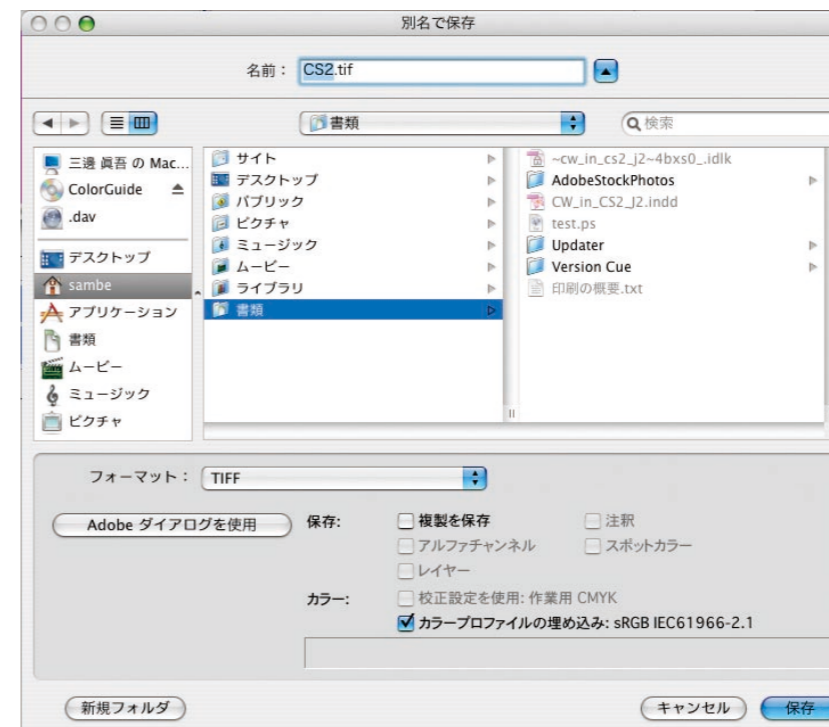 別名で保存
名前： CS2.tif
書類
検索
三邊 眞吾 の Mac...
ColorGuide
.dav
デスクトップ
sambe
アプリケーション
書類
ムービー
ミュージック
ピクチャ
サイト
デスクトップ
パブリック
ピクチャ
ミュージック
ムービー
ライブラリ
書類
~cw_in_cs2_j2~4bxs0_.idlk
AdobeStockPhotos
CW_in_CS2_J2.indd
test.ps
Updater
Version Cue
印刷の概要.txt
フォーマット： TIFF
Adobe ダイアログを使用
保存: 複製を保存 注釈
アルファチャンネル スポットカラー
レイヤー
カラー: 校正設定を使用: 作業用 CMYK
カラープロファイルの埋め込み: sRGB IEC61966-2.1
新規フォルダ キャンセル 保存